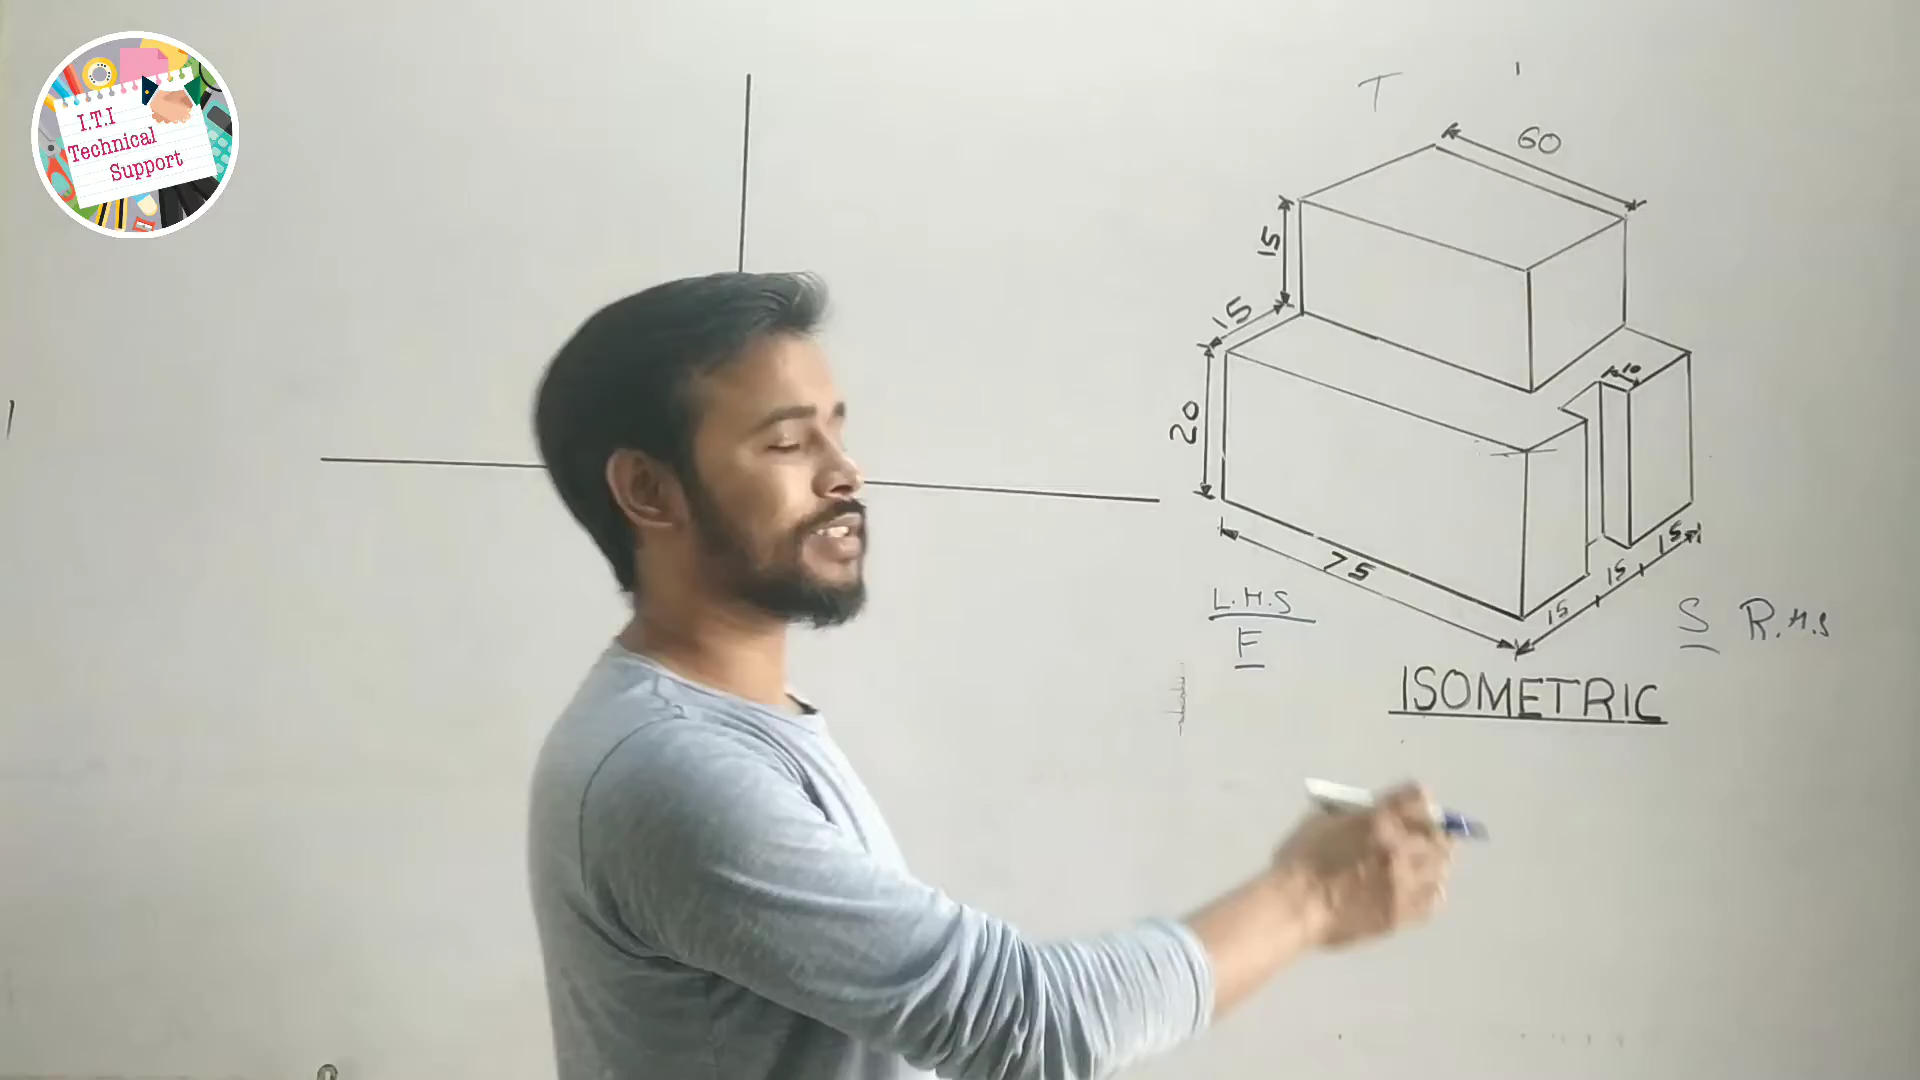 I.T.I
Technical
Support
T
60
15
15
10
20
75
15
15
15
L.H.S
F
S R.H.S
ISOMETRIC